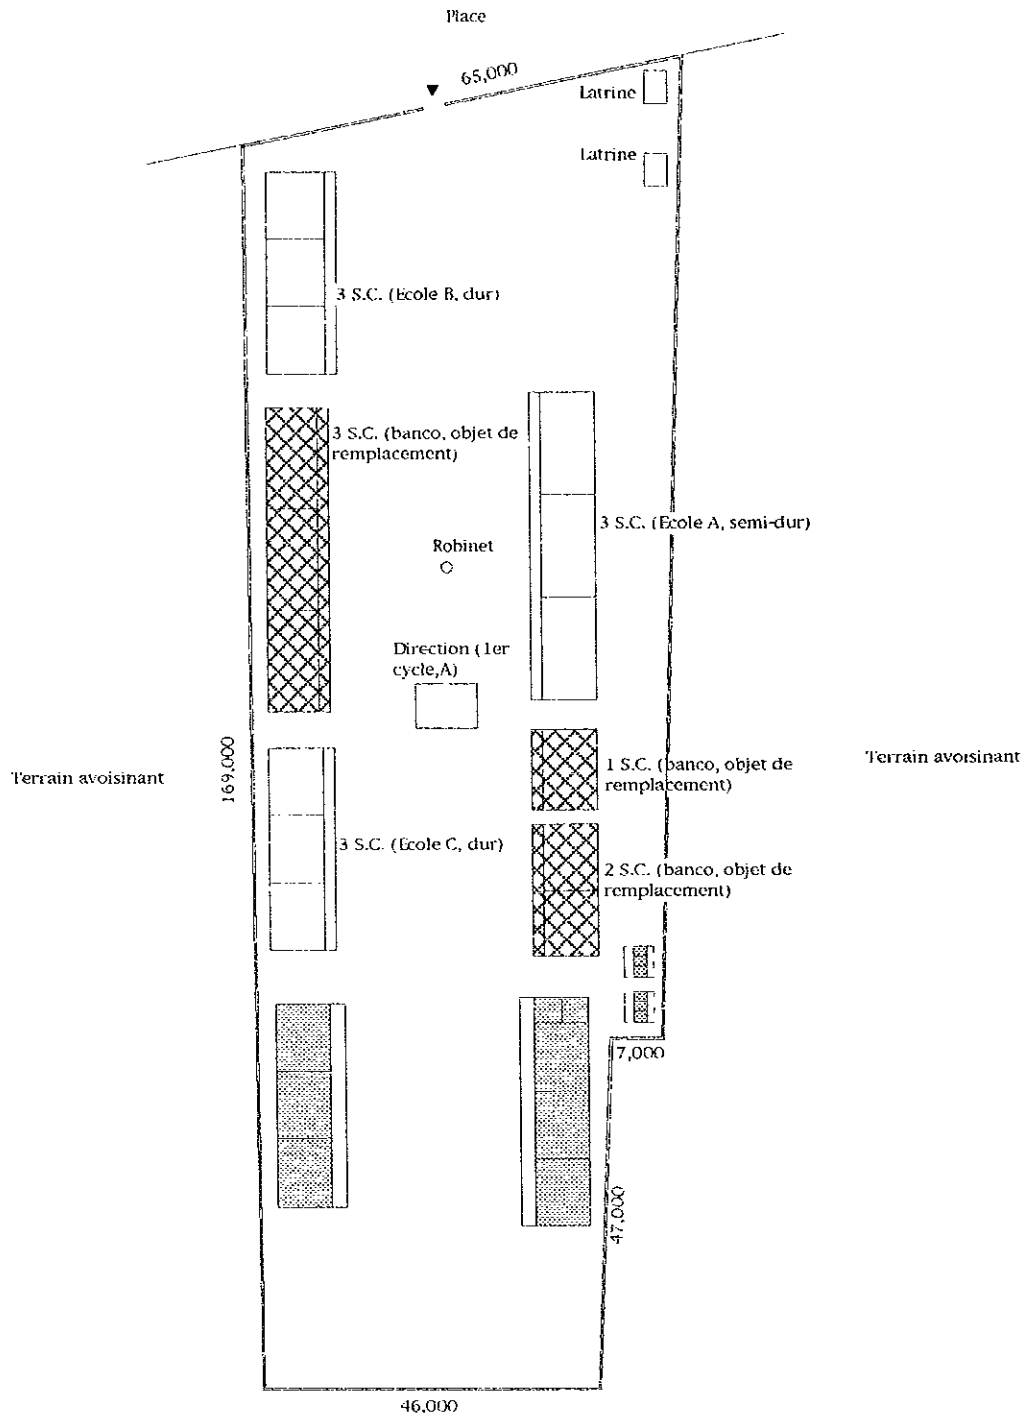 Place
65,000
Latrine
Latrine
3 S.C. (Ecole B, dur)
3 S.C. (banco, objet de
remplacement)
3 S.C. (Ecole A, semi-dur)
Robinet
Direction (1er
cycle,A)
169,000
Terrain avoisinant
Terrain avoisinant
1 S.C. (banco, objet de
remplacement)
3 S.C. (Ecole C, dur)
2 S.C. (banco, objet de
remplacement)
7,000
47,000
46,000